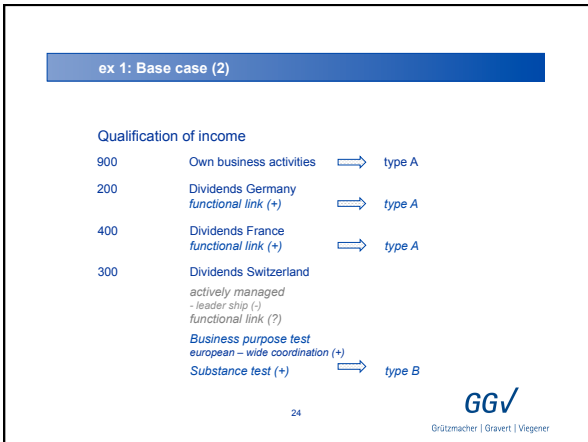 ex 1: Base case (2)
Qualification of income
900 Own business activities type A
200 Dividends Germany
functional link (+) type A
400 Dividends France
functional link (+) type A
300 Dividends Switzerland
actively managed
- leader ship (-)
functional link (?)
Business purpose test
european – wide coordination (+)
Substance test (+) type B
24
GGV
Grützmacher | Gravert | Viegener